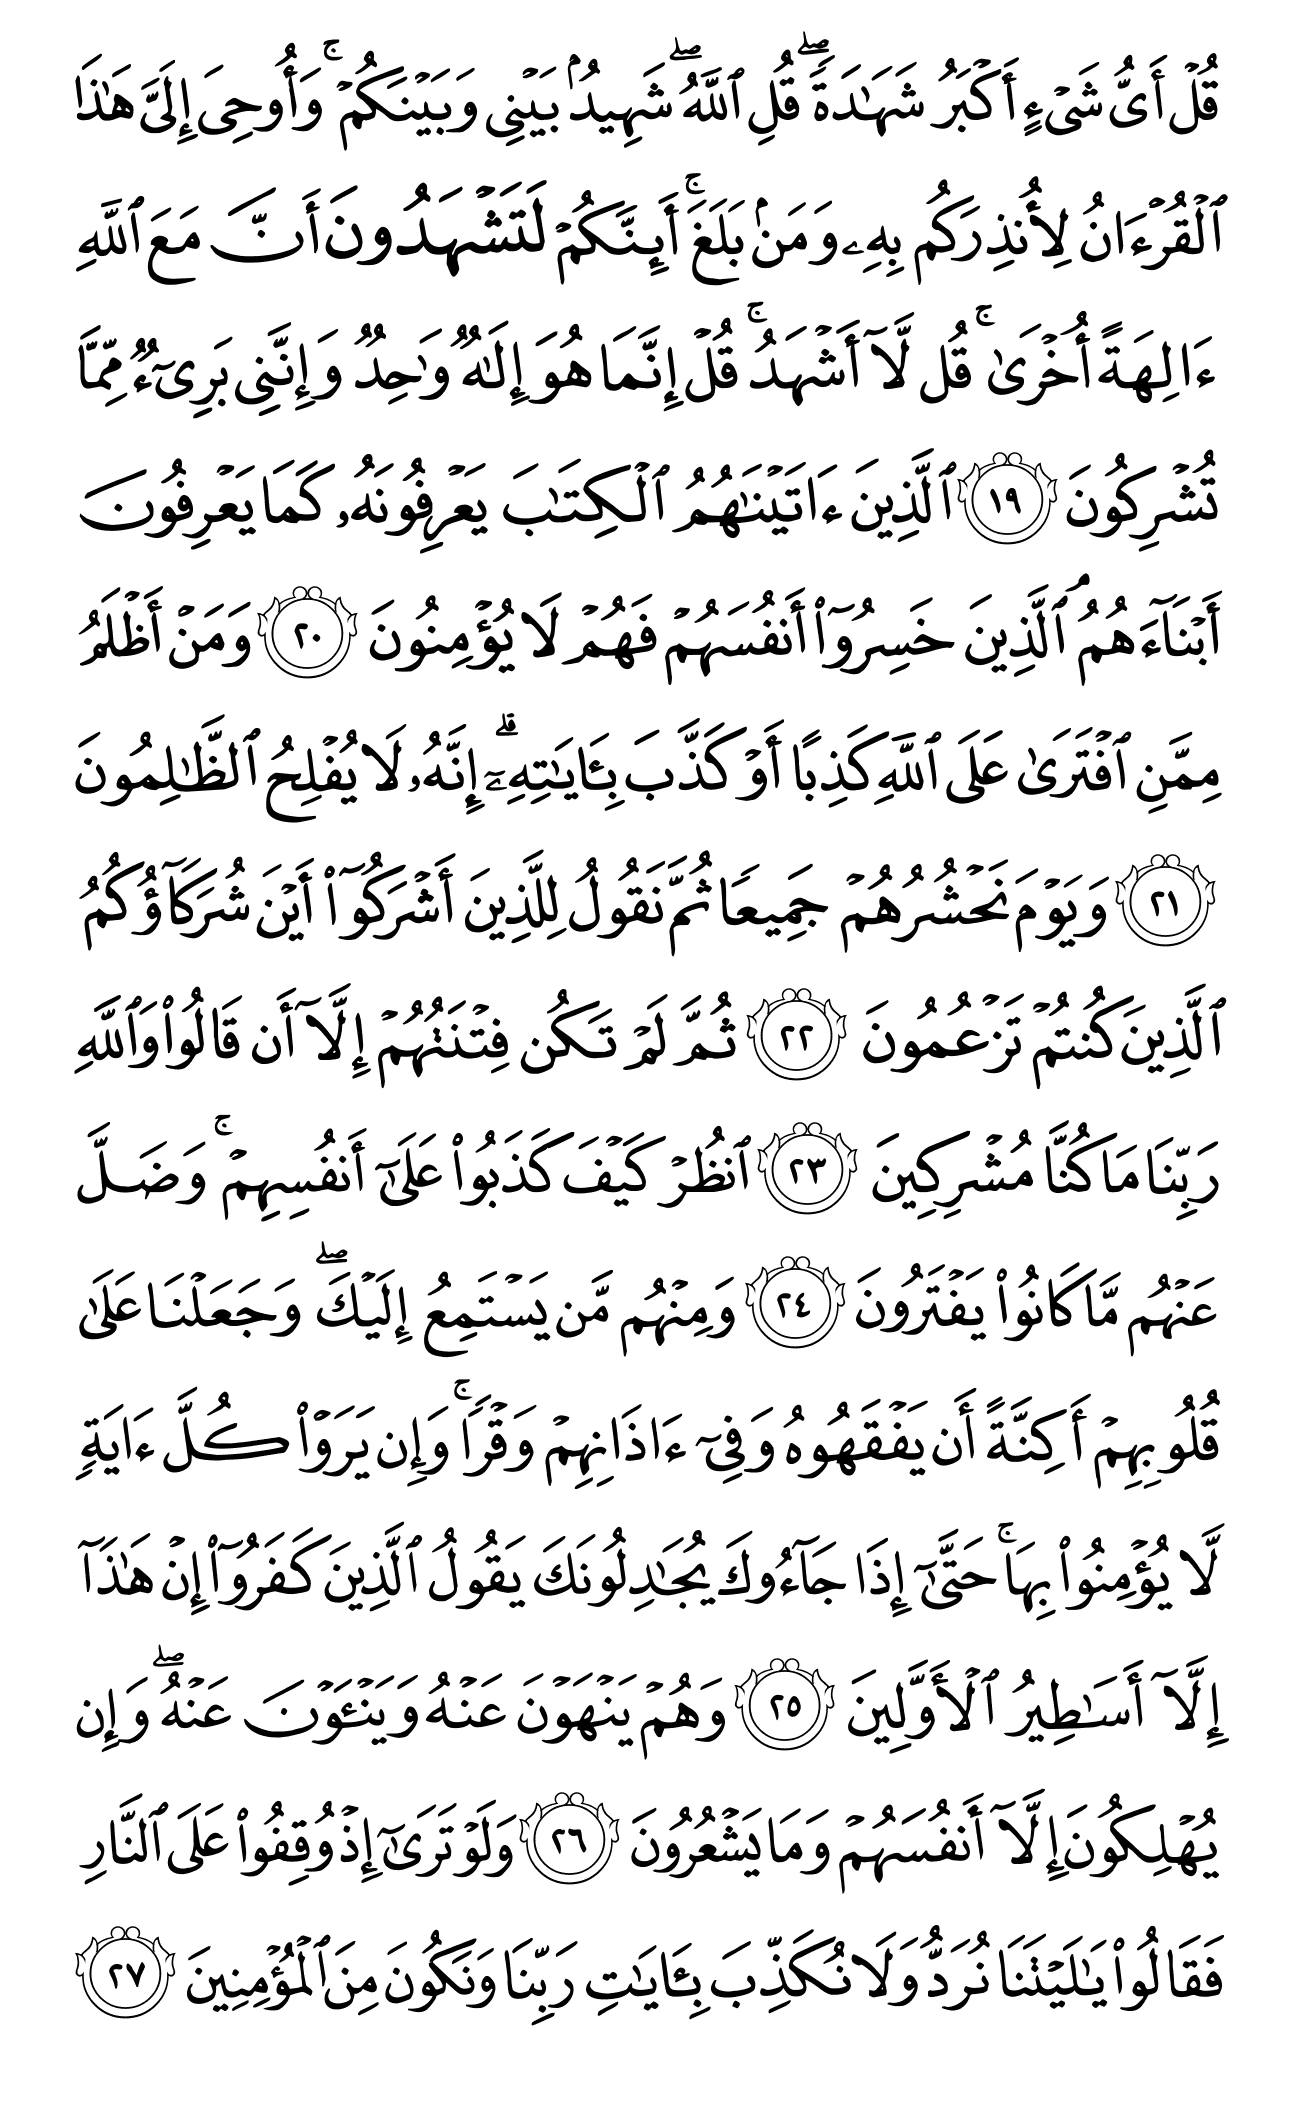 قُلۡ أَىُّ شَىۡءٍ أَكۡبَرُ شَهَٰدَةٗۖ قُلِ ٱللَّهُۖ شَهِيدُۢ بَيۡنِى وَبَيۡنَكُمۡۚ وَأُوحِىَ إِلَىَّ هَٰذَا
ٱلۡقُرۡءَانُ لِأُنذِرَكُم بِهِۦ وَمَنۢ بَلَغَۚ أَئِنَّكُمۡ لَتَشۡهَدُونَ أَنَّ مَعَ ٱللَّهِ
ءَالِهَةً أُخۡرَىٰۚ قُل لَّآ أَشۡهَدُۚ قُلۡ إِنَّمَا هُوَ إِلَٰهٞ وَٰحِدٞ وَإِنَّنِى بَرِىٓءٞ مِّمَّا
تُشۡرِكُونَ ١٩ ٱلَّذِينَ ءَاتَيۡنَٰهُمُ ٱلۡكِتَٰبَ يَعۡرِفُونَهُۥ كَمَا يَعۡرِفُونَ
أَبۡنَآءَهُمُۘ ٱلَّذِينَ خَسِرُوٓاْ أَنفُسَهُمۡ فَهُمۡ لَا يُؤۡمِنُونَ ٢٠ وَمَنۡ أَظۡلَمُ
مِمَّنِ ٱفۡتَرَىٰ عَلَى ٱللَّهِ كَذِبًا أَوۡ كَذَّبَ بِـَٔايَٰتِهِۦٓۗ إِنَّهُۥ لَا يُفۡلِحُ ٱلظَّٰلِمُونَ
٢١ وَيَوۡمَ نَحۡشُرُهُمۡ جَمِيعٗا ثُمَّ نَقُولُ لِلَّذِينَ أَشۡرَكُوٓاْ أَيۡنَ شُرَكَآؤُكُمُ
ٱلَّذِينَ كُنتُمۡ تَزۡعُمُونَ ٢٢ ثُمَّ لَمۡ تَكُن فِتۡنَتُهُمۡ إِلَّآ أَن قَالُواْ وَٱللَّهِ
رَبِّنَا مَا كُنَّا مُشۡرِكِينَ ٢٣ ٱنظُرۡ كَيۡفَ كَذَبُواْ عَلَىٰٓ أَنفُسِهِمۡۚ وَضَلَّ
عَنۡهُم مَّا كَانُواْ يَفۡتَرُونَ ٢٤ وَمِنۡهُم مَّن يَسۡتَمِعُ إِلَيۡكَۖ وَجَعَلۡنَا عَلَىٰ
قُلُوبِهِمۡ أَكِنَّةً أَن يَفۡقَهُوهُ وَفِىٓ ءَاذَانِهِمۡ وَقۡرٗاۚ وَإِن يَرَوۡاْ كُلَّ ءَايَةٖ
لَّا يُؤۡمِنُواْ بِهَاۚ حَتَّىٰٓ إِذَا جَآءُوكَ يُجَٰدِلُونَكَ يَقُولُ ٱلَّذِينَ كَفَرُوٓاْ إِنۡ هَٰذَآ
إِلَّآ أَسَٰطِيرُ ٱلۡأَوَّلِينَ ٢٥ وَهُمۡ يَنۡهَوۡنَ عَنۡهُ وَيَنۡـَٔوۡنَ عَنۡهُۖ وَإِن
يُهۡلِكُونَ إِلَّآ أَنفُسَهُمۡ وَمَا يَشۡعُرُونَ ٢٦ وَلَوۡ تَرَىٰٓ إِذۡ وُقِفُواْ عَلَى ٱلنَّارِ
فَقَالُواْ يَٰلَيۡتَنَا نُرَدُّ وَلَا نُكَذِّبَ بِـَٔايَٰتِ رَبِّنَا وَنَكُونَ مِنَ ٱلۡمُؤۡمِنِينَ ٢٧